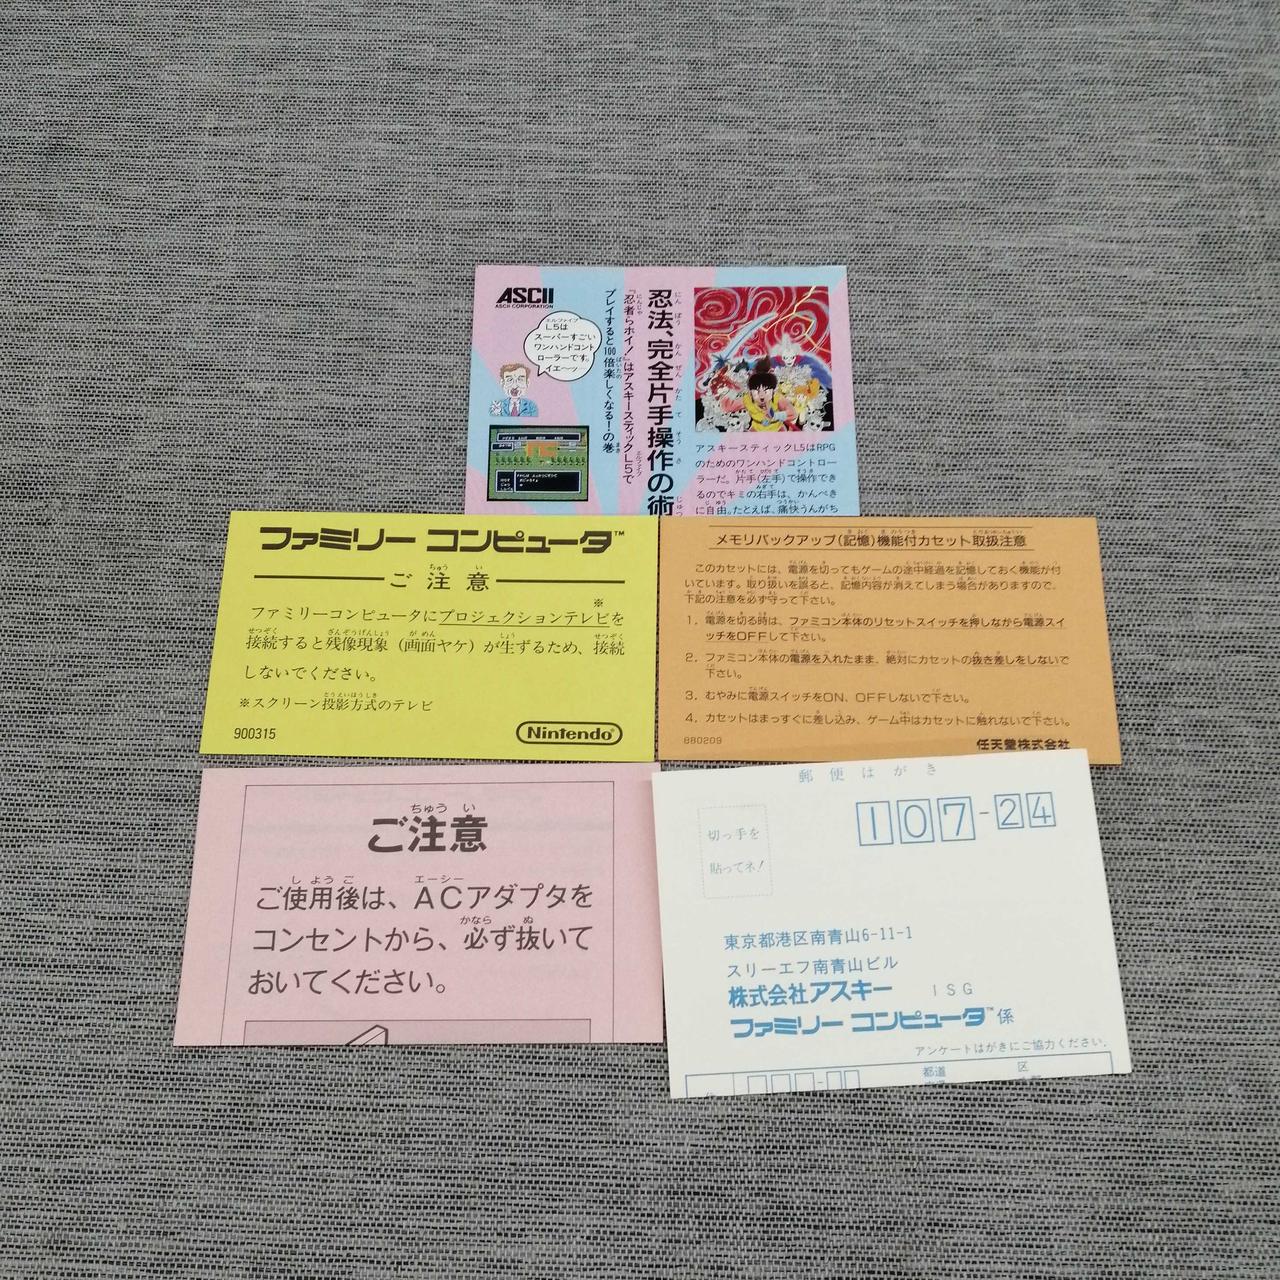 ASCII
ASCII CORPORATION
L5は
スーパーすごい
ワンハンドコント
ローラーです。
イエ〜ッ
忍法、完全片手操作の術
『忍者らホイ!』はアスキースティックL5で
プレイすると100倍楽しくなる!の巻
アスキースティックL5はRPG
のためのワンハンドコントロー
ラーだ。片手(左手)で操作でき
るのでキミの右手は、かんぺき
に自由。たとえば、痛快うんがち
ファミリー コンピュータ™
ご注意
ファミリーコンピュータにプロジェクションテレビ※を
接続すると残像現象(画面ヤケ)が生ずるため、接続
しないでください。
※スクリーン投影方式のテレビ
900315
Nintendo
メモリバックアップ(記憶)機能付カセット取扱注意
このカセットには、電源を切ってもゲームの途中経過を記憶しておく機能が付
いています。取り扱いを誤ると、記憶内容が消えてしまう場合がありますので、
下記の注意を必ず守って下さい。
1. 電源を切る時は、ファミコン本体のリセットスイッチを押しながら電源スイ
ッチをOFFして下さい。
2. ファミコン本体の電源を入れたまま、絶対にカセットの抜き差しをしないで
下さい。
3. むやみに電源スイッチをON、OFFしないで下さい。
4. カセットはまっすぐに差し込み、ゲーム中はカセットに触れないで下さい。
880209
任天堂株式会社
ご注意
ご使用後は、ACアダプタを
コンセントから、必ず抜いて
おいてください。
郵便はがき
切っ手を
貼ってネ!
107-24
東京都港区南青山6-11-1
スリーエフ南青山ビル
株式会社アスキー ISG
ファミリー コンピュータ™係
アンケートはがきにご協力ください。
都道
区